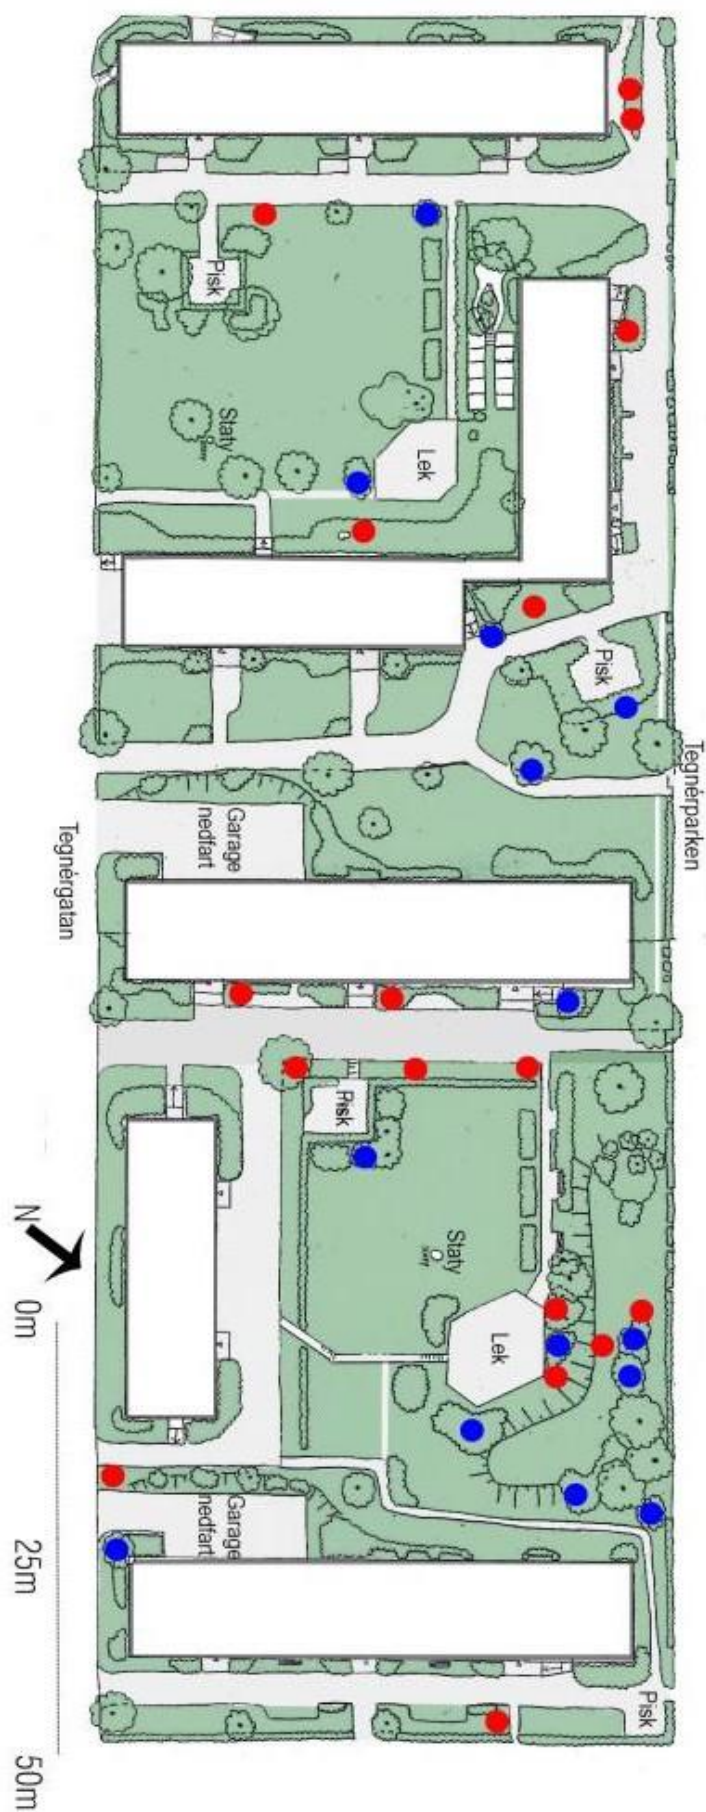 Pisk
Staty
Lek
Pisk
Tegnérparken
Garage
nedfart
Tegnérgatan
Pisk
Staty
Lek
N
0m
Garage
nedfart
25m
Pisk
50m